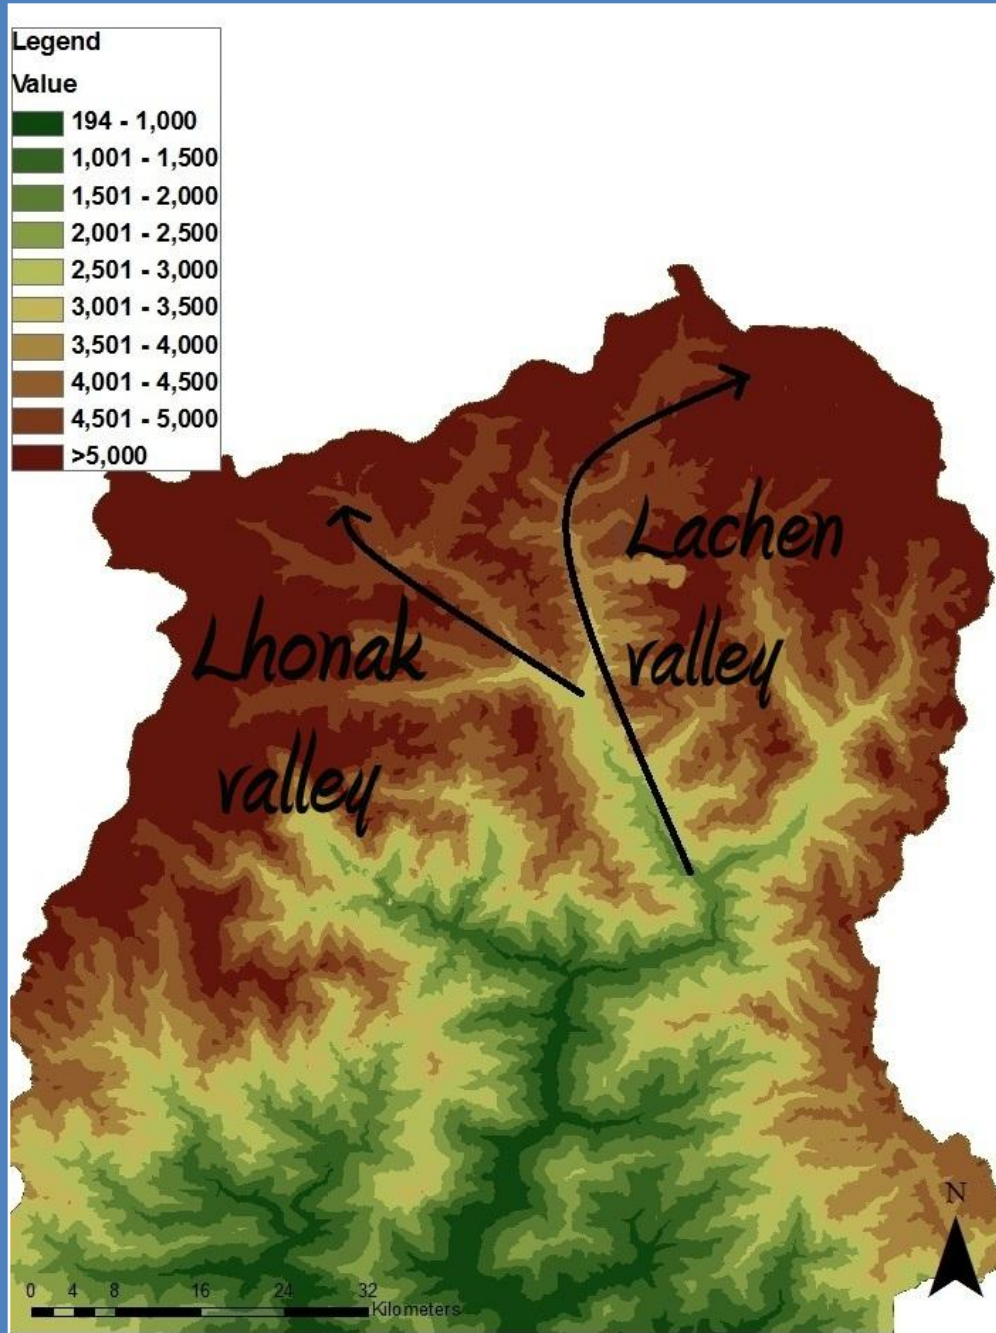 Legend
Value
194 - 1,000
1,001 - 1,500
1,501 - 2,000
2,001 - 2,500
2,501 - 3,000
3,001 - 3,500
3,501 - 4,000
4,001 - 4,500
4,501 - 5,000
>5,000
Lachen
valley
Lhonak
valley
N
0 4 8 16 24 32
Kilometers